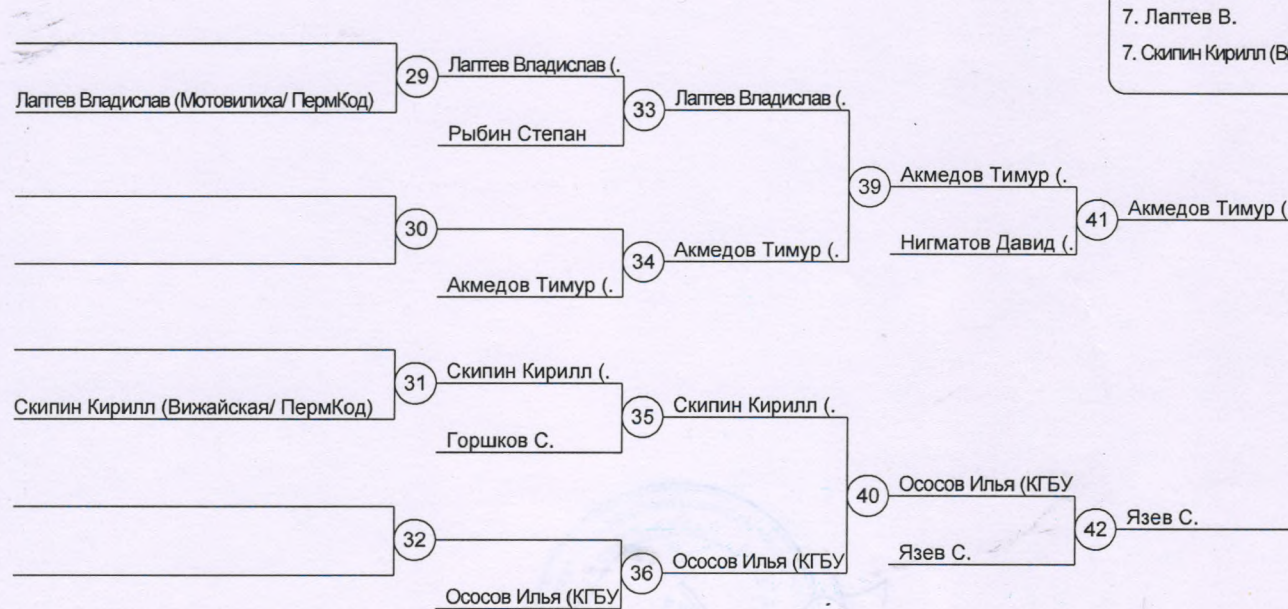 7. Лаптев В.
7. Скипин Кирилл (В
29
Лаптев Владислав (.
Лаптев Владислав (Мотовилиха/ ПермКод)
33
Лаптев Владислав (.
Рыбин Степан
39
Акмедов Тимур (.
41
Акмедов Тимур (
30
34
Акмедов Тимур (.
Нигматов Давид (.
Акмедов Тимур (.
31
Скипин Кирилл (.
Скипин Кирилл (Вижайская/ ПермКод)
35
Скипин Кирилл (.
Горшков С.
40
Ососов Илья (КГБУ
42
Язев С.
32
36
Ососов Илья (КГБУ
Язев С.
Ососов Илья (КГБУ